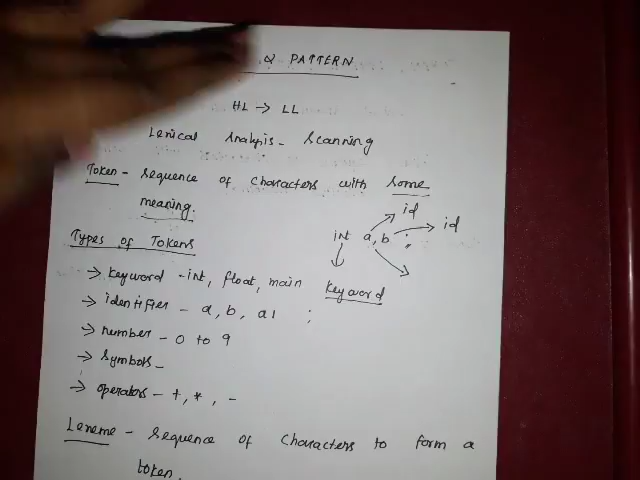 & PATTERN
HL → LL
Lexical Analysis - Scanning
Token - Sequence of characters with some
meaning.
id
id
int a, b ;
Types of Tokens
→ Keyword - int, float, main
Keyword
→ identifier - a, b, a1 ;
→ number - 0 to 9
→ symbols -
→ operators - +, *, -
Lexeme - Sequence of characters to form a
token.